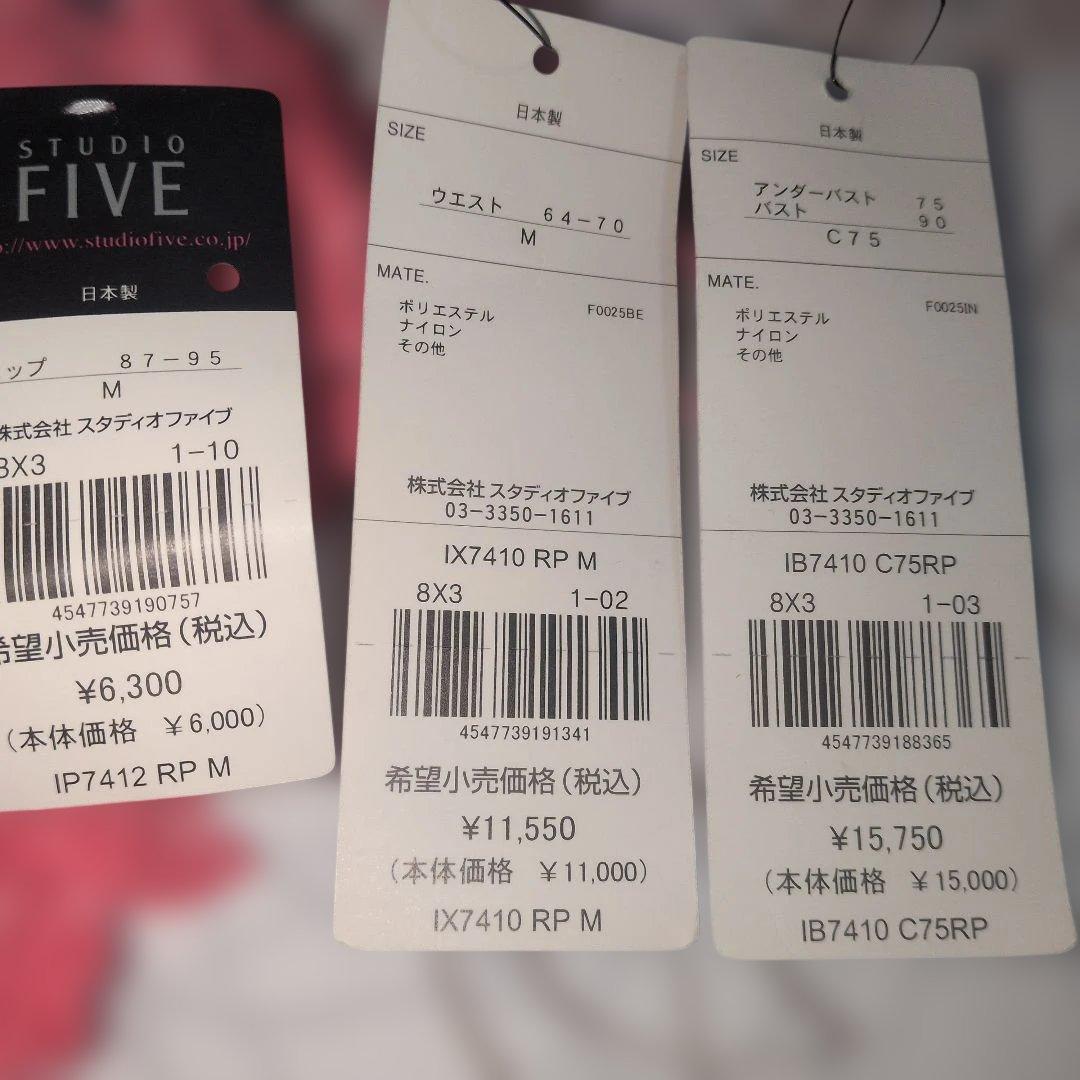 STUDIO
FIVE
://www.studiofive.co.jp/
日本製
ップ 87-95
M
株式会社 スタディオファイブ
8X3 1-10
4547739190757
希望小売価格(税込)
¥6,300
(本体価格 ¥6,000)
IP7412 RP M
日本製
SIZE
ウエスト 64-70
M
MATE.
ポリエステル F0025BE
ナイロン
その他
株式会社 スタディオファイブ
03-3350-1611
IX7410 RP M
8X3 1-02
4547739191341
希望小売価格(税込)
¥11,550
(本体価格 ¥11,000)
IX7410 RP M
日本製
SIZE
アンダーバスト 75
バスト 90
C75
MATE.
ポリエステル F0025IN
ナイロン
その他
株式会社 スタディオファイブ
03-3350-1611
IB7410 C75RP
8X3 1-03
4547739188365
希望小売価格(税込)
¥15,750
(本体価格 ¥15,000)
IB7410 C75RP